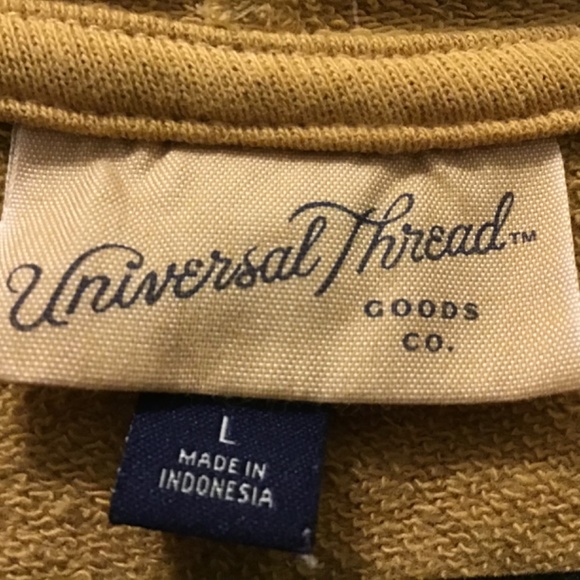 Universal Thread™
GOODS
CO.
L
MADE IN
INDONESIA